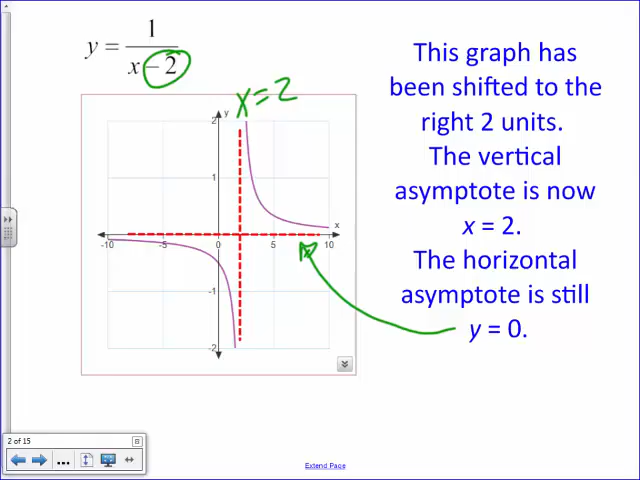 y = 1 / x − 2
x = 2
This graph has
been shifted to the
right 2 units.
The vertical
asymptote is now
x = 2.
The horizontal
asymptote is still
y = 0.
y
2
1
x
-10 -5 0 5 10
-1
-2
2 of 15
...
Extend Page